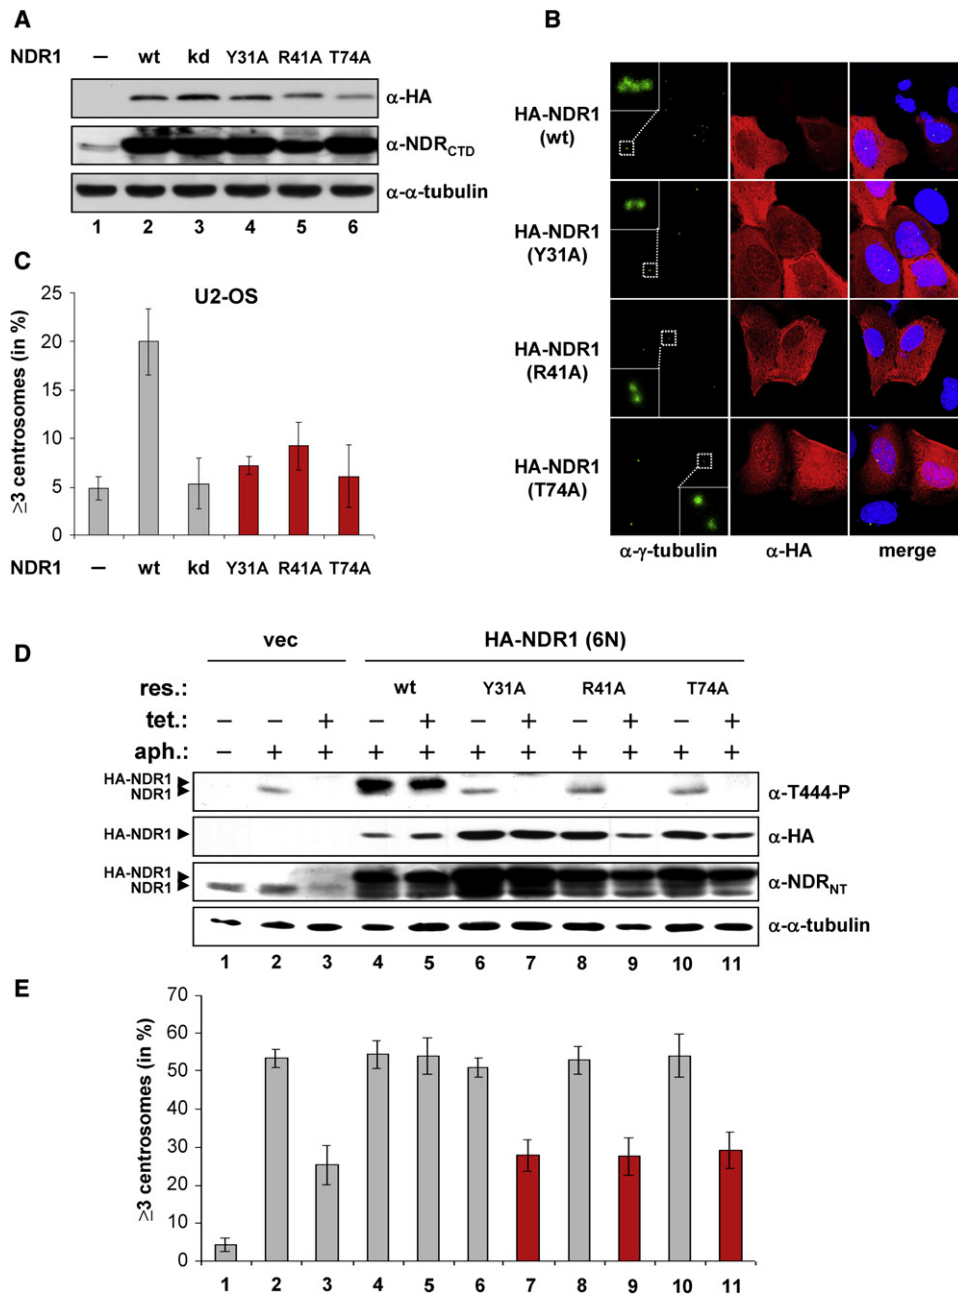 A
NDR1 – wt kd Y31A R41A T74A
α-HA
α-NDRCTD
α-α-tubulin
1 2 3 4 5 6
B
HA-NDR1
(wt)
HA-NDR1
(Y31A)
HA-NDR1
(R41A)
HA-NDR1
(T74A)
α-γ-tubulin α-HA merge
C
U2-OS
≥3 centrosomes (in %)
25
20
15
10
5
0
NDR1 – wt kd Y31A R41A T74A
D
vec HA-NDR1 (6N)
res.: wt Y31A R41A T74A
tet.: – – + – + – + – + – +
aph.: – + + + + + + + + + +
HA-NDR1
NDR1
α-T444-P
HA-NDR1
α-HA
HA-NDR1
NDR1
α-NDRNT
α-α-tubulin
1 2 3 4 5 6 7 8 9 10 11
E
≥3 centrosomes (in %)
70
60
50
40
30
20
10
0
1 2 3 4 5 6 7 8 9 10 11